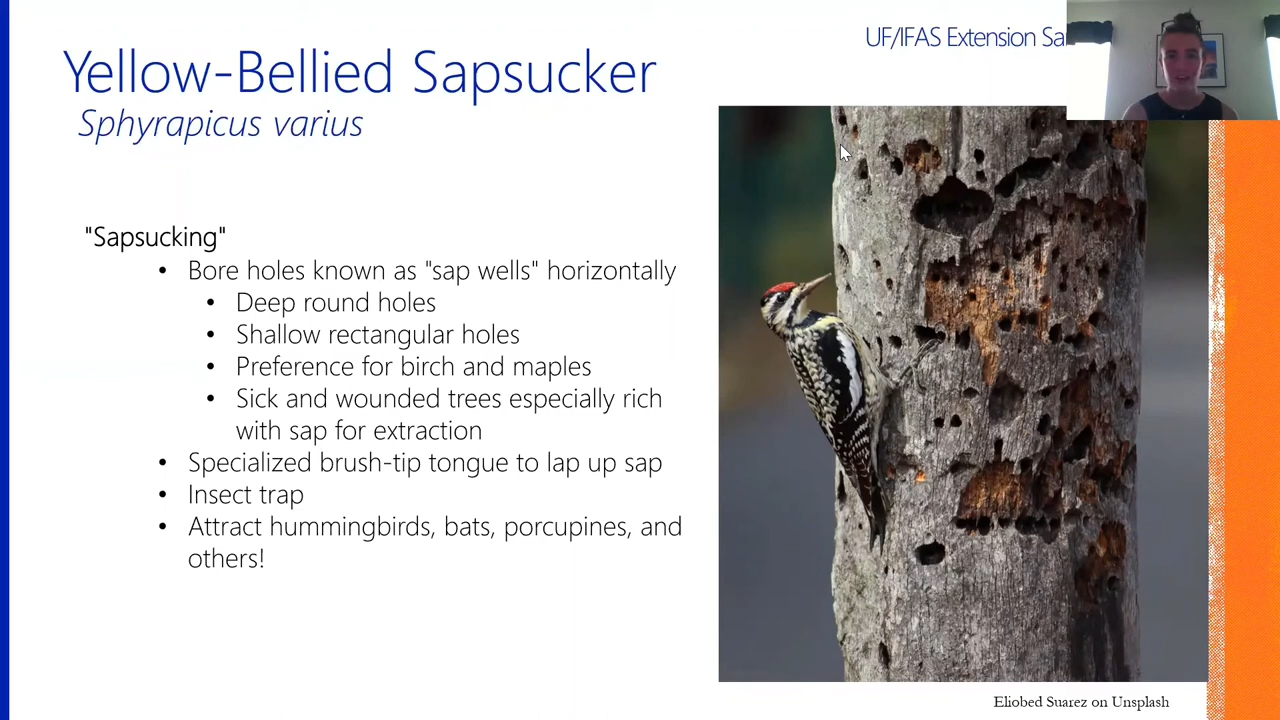 UF/IFAS Extension
Yellow-Bellied Sapsucker
Sphyrapicus varius
"Sapsucking"
• Bore holes known as "sap wells" horizontally
• Deep round holes
• Shallow rectangular holes
• Preference for birch and maples
• Sick and wounded trees especially rich
with sap for extraction
• Specialized brush-tip tongue to lap up sap
• Insect trap
• Attract hummingbirds, bats, porcupines, and
others!
Eliobed Suarez on Unsplash